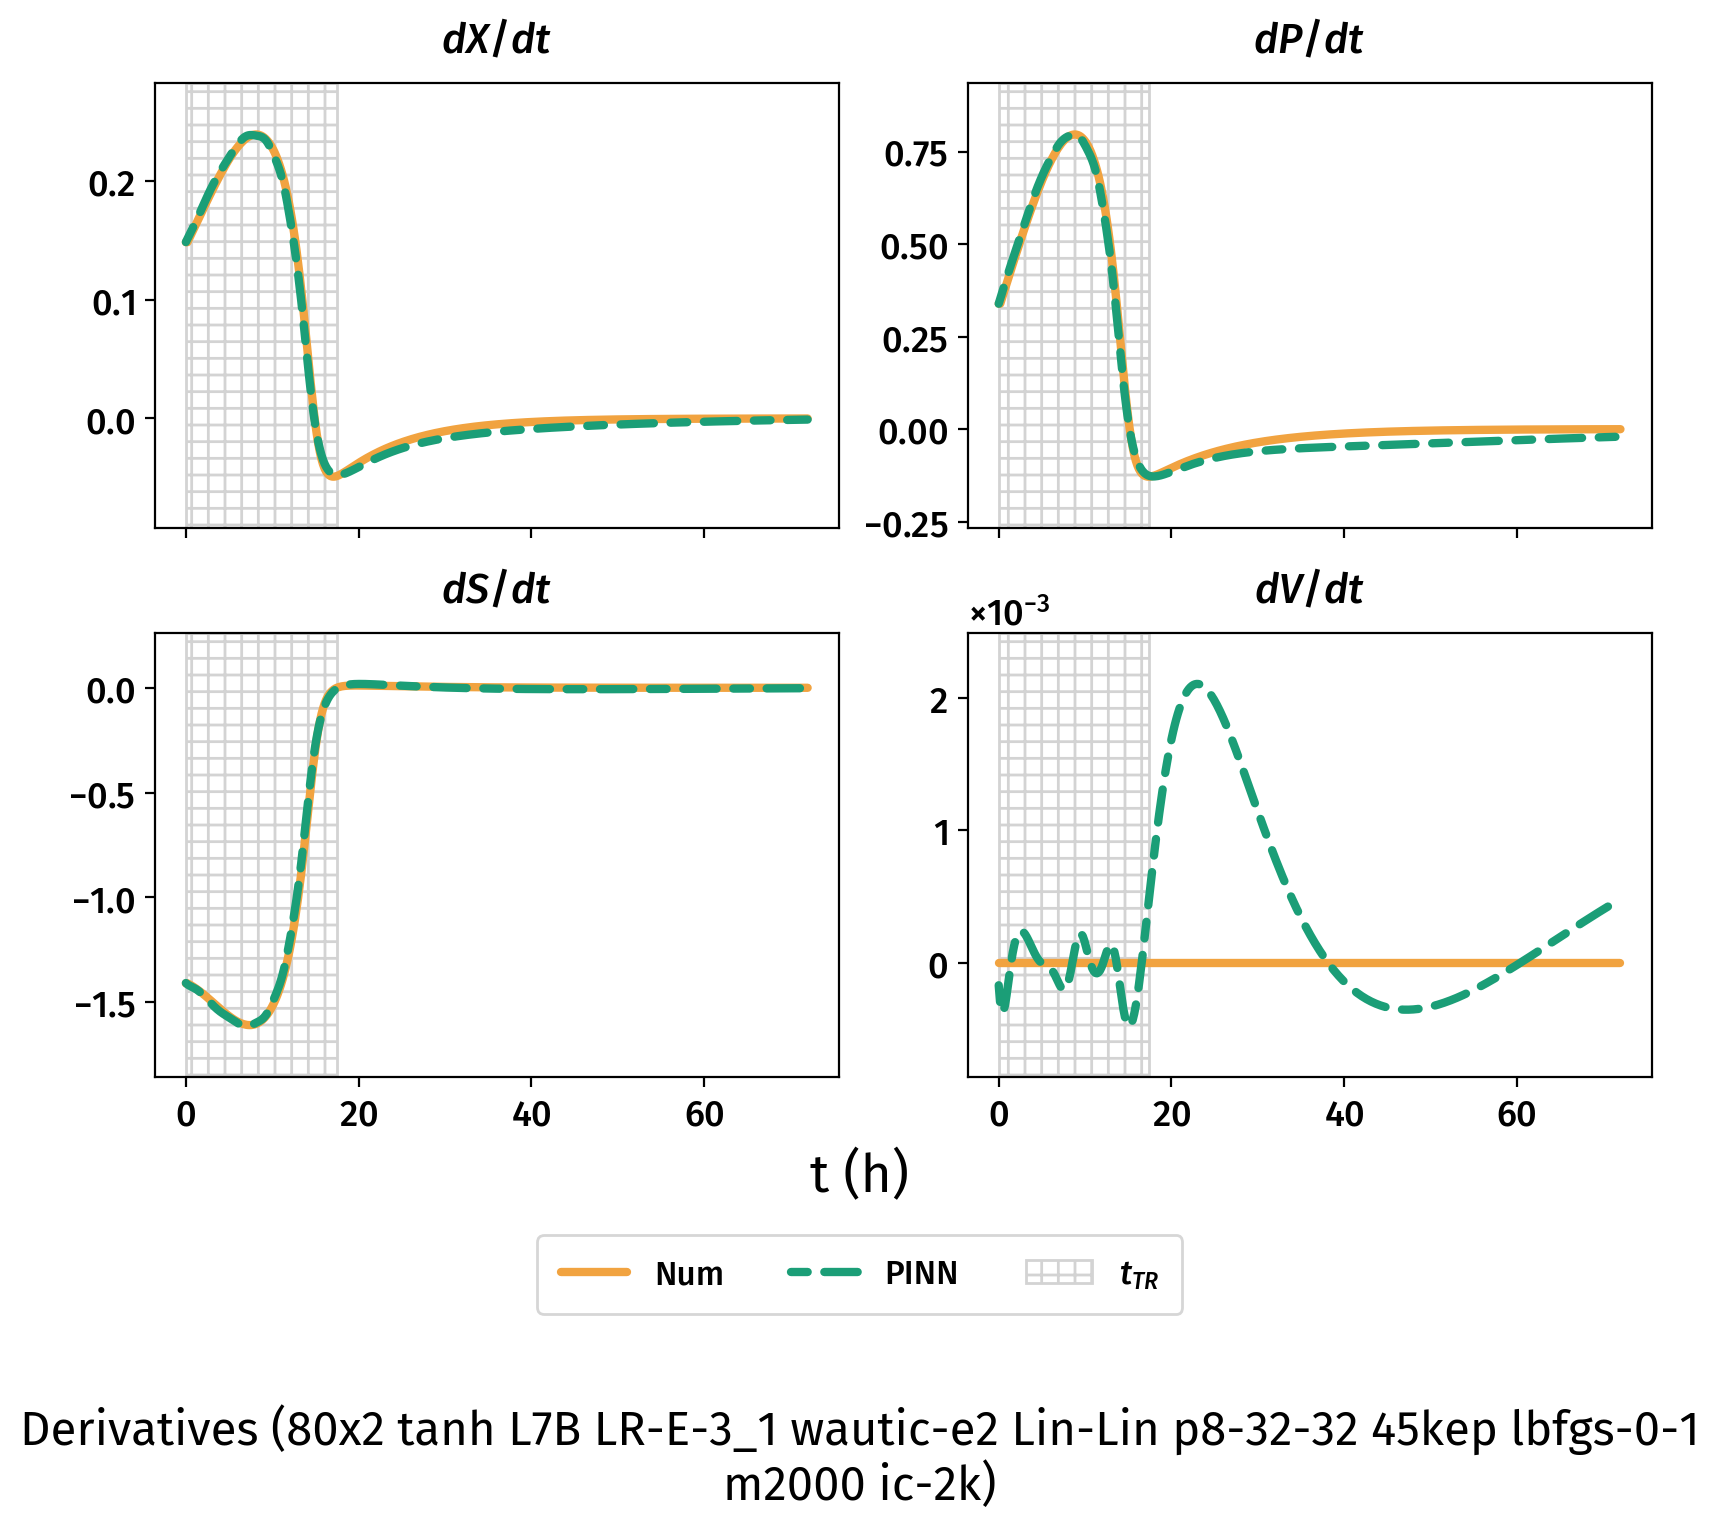 dX/dt
dP/dt
0.2
0.1
0.0
0.75
0.50
0.25
0.00
−0.25
dS/dt
dV/dt
×10⁻³
0.0
−0.5
−1.0
−1.5
2
1
0
0 20 40 60
0 20 40 60
t (h)
Num PINN t_TR
Derivatives (80x2 tanh L7B LR-E-3_1 wautic-e2 Lin-Lin p8-32-32 45kep lbfgs-0-1
m2000 ic-2k)